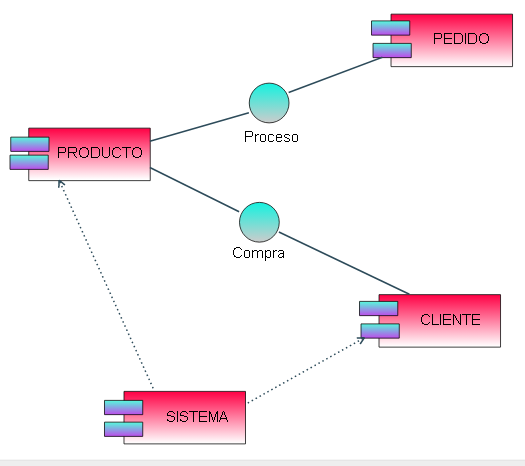 PEDIDO
Proceso
PRODUCTO
Compra
CLIENTE
SISTEMA